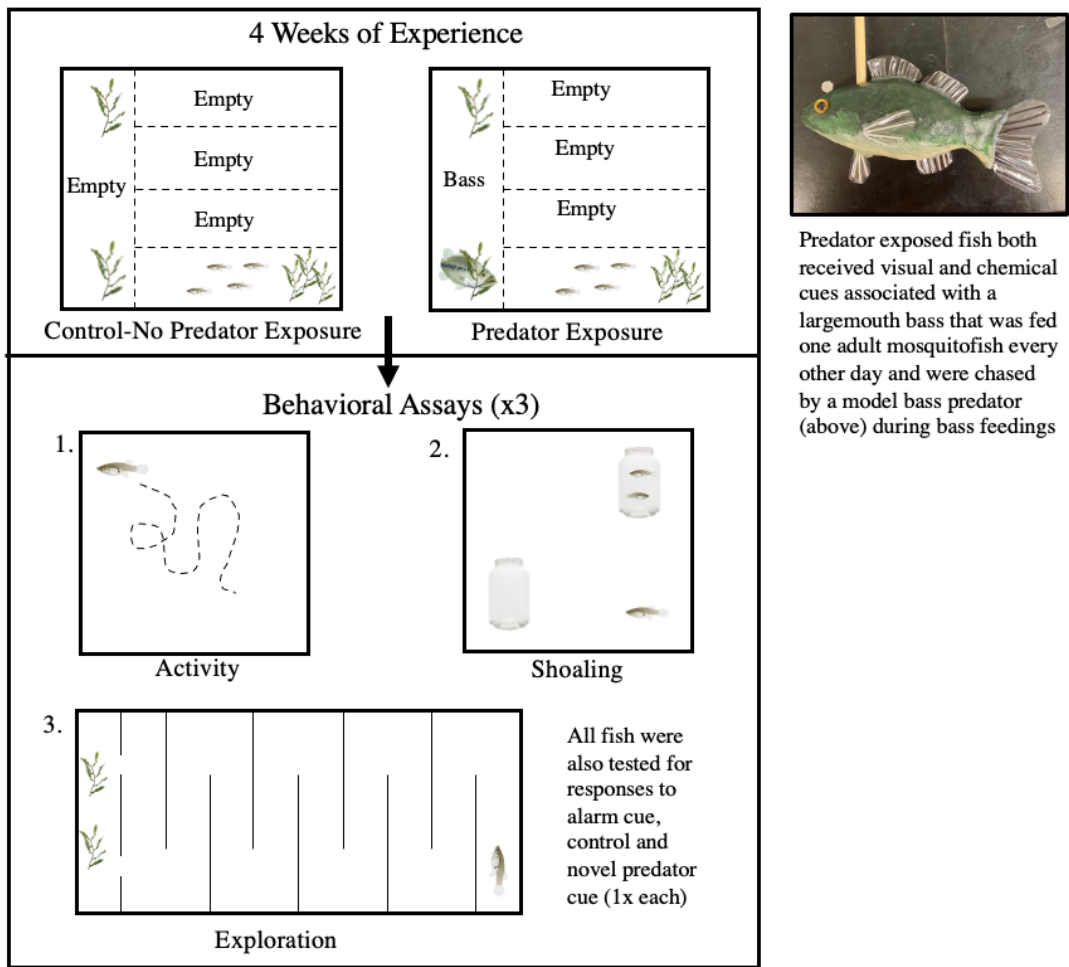 4 Weeks of Experience
Empty
Empty
Empty
Empty
Control-No Predator Exposure
Empty
Empty
Bass
Empty
Predator Exposure
Predator exposed fish both
received visual and chemical
cues associated with a
largemouth bass that was fed
one adult mosquitofish every
other day and were chased
by a model bass predator
(above) during bass feedings
Behavioral Assays (x3)
1.
Activity
2.
Shoaling
3.
Exploration
All fish were
also tested for
responses to
alarm cue,
control and
novel predator
cue (1x each)